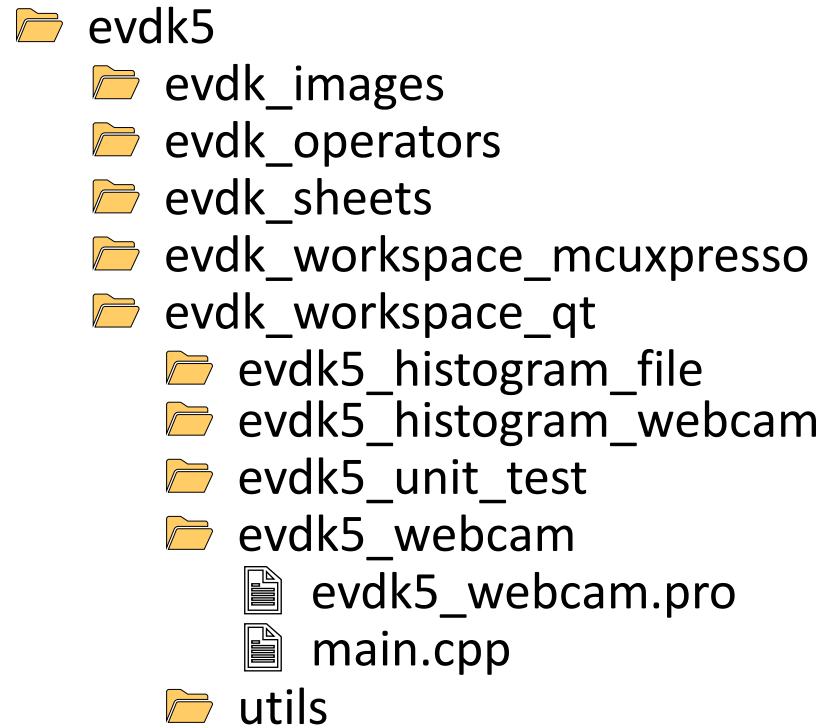 evdk5
evdk_images
evdk_operators
evdk_sheets
evdk_workspace_mcuxpresso
evdk_workspace_qt
evdk5_histogram_file
evdk5_histogram_webcam
evdk5_unit_test
evdk5_webcam
evdk5_webcam.pro
main.cpp
utils